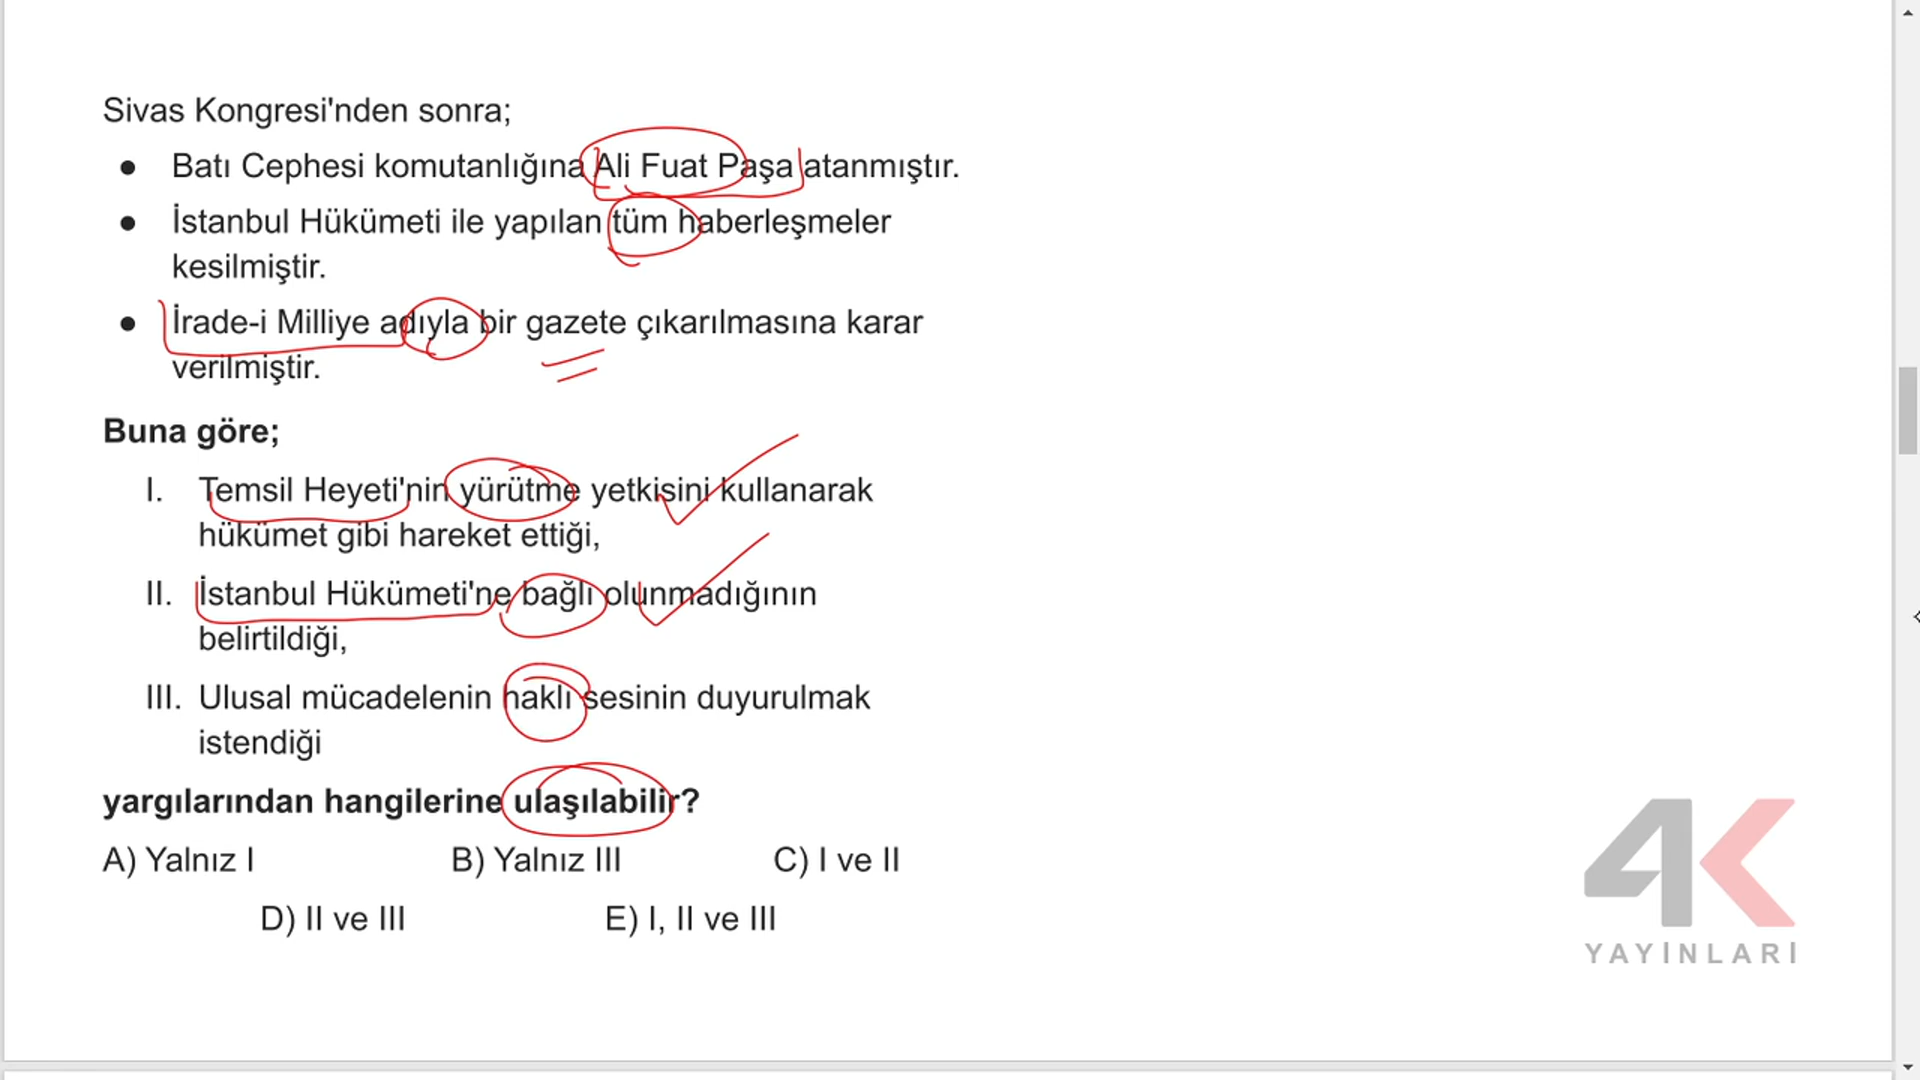 Sivas Kongresi'nden sonra;
● Batı Cephesi komutanlığına Ali Fuat Paşa atanmıştır.
● İstanbul Hükümeti ile yapılan tüm haberleşmeler
kesilmiştir.
● İrade-i Milliye adıyla bir gazete çıkarılmasına karar
verilmiştir.
Buna göre;
I. Temsil Heyeti'nin yürütme yetkisini kullanarak
hükümet gibi hareket ettiği,
II. İstanbul Hükümeti'ne bağlı olunmadığının
belirtildiği,
III. Ulusal mücadelenin haklı sesinin duyurulmak
istendiği
yargılarından hangilerine ulaşılabilir?
A) Yalnız I B) Yalnız III C) I ve II
D) II ve III E) I, II ve III
4K
YAYİNLARİ